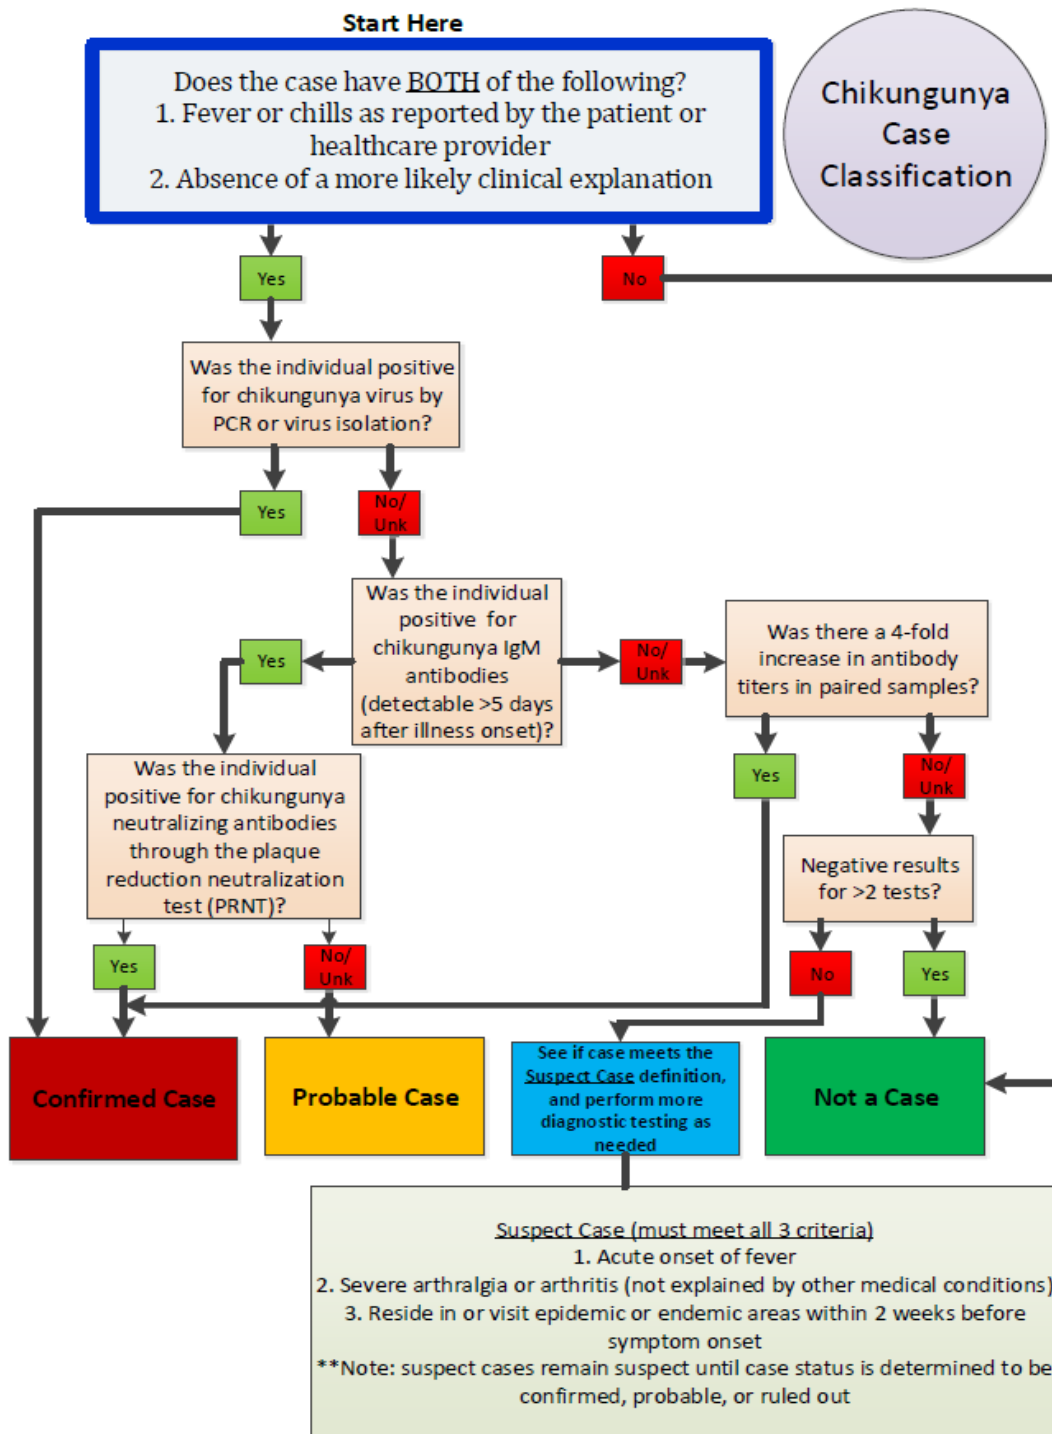 Start Here
Does the case have BOTH of the following?
1. Fever or chills as reported by the patient or
healthcare provider
2. Absence of a more likely clinical explanation
Chikungunya
Case
Classification
Yes
No
Was the individual positive
for chikungunya virus by
PCR or virus isolation?
Yes
No/
Unk
Was the individual
positive for
chikungunya IgM
antibodies
(detectable >5 days
after illness onset)?
Yes
No/
Unk
Was there a 4-fold
increase in antibody
titers in paired samples?
Yes
No/
Unk
Was the individual
positive for chikungunya
neutralizing antibodies
through the plaque
reduction neutralization
test (PRNT)?
Negative results
for >2 tests?
Yes
No/
Unk
No
Yes
Confirmed Case
Probable Case
See if case meets the
Suspect Case definition,
and perform more
diagnostic testing as
needed
Not a Case
Suspect Case (must meet all 3 criteria)
1. Acute onset of fever
2. Severe arthralgia or arthritis (not explained by other medical conditions)
3. Reside in or visit epidemic or endemic areas within 2 weeks before
symptom onset
**Note: suspect cases remain suspect until case status is determined to be
confirmed, probable, or ruled out